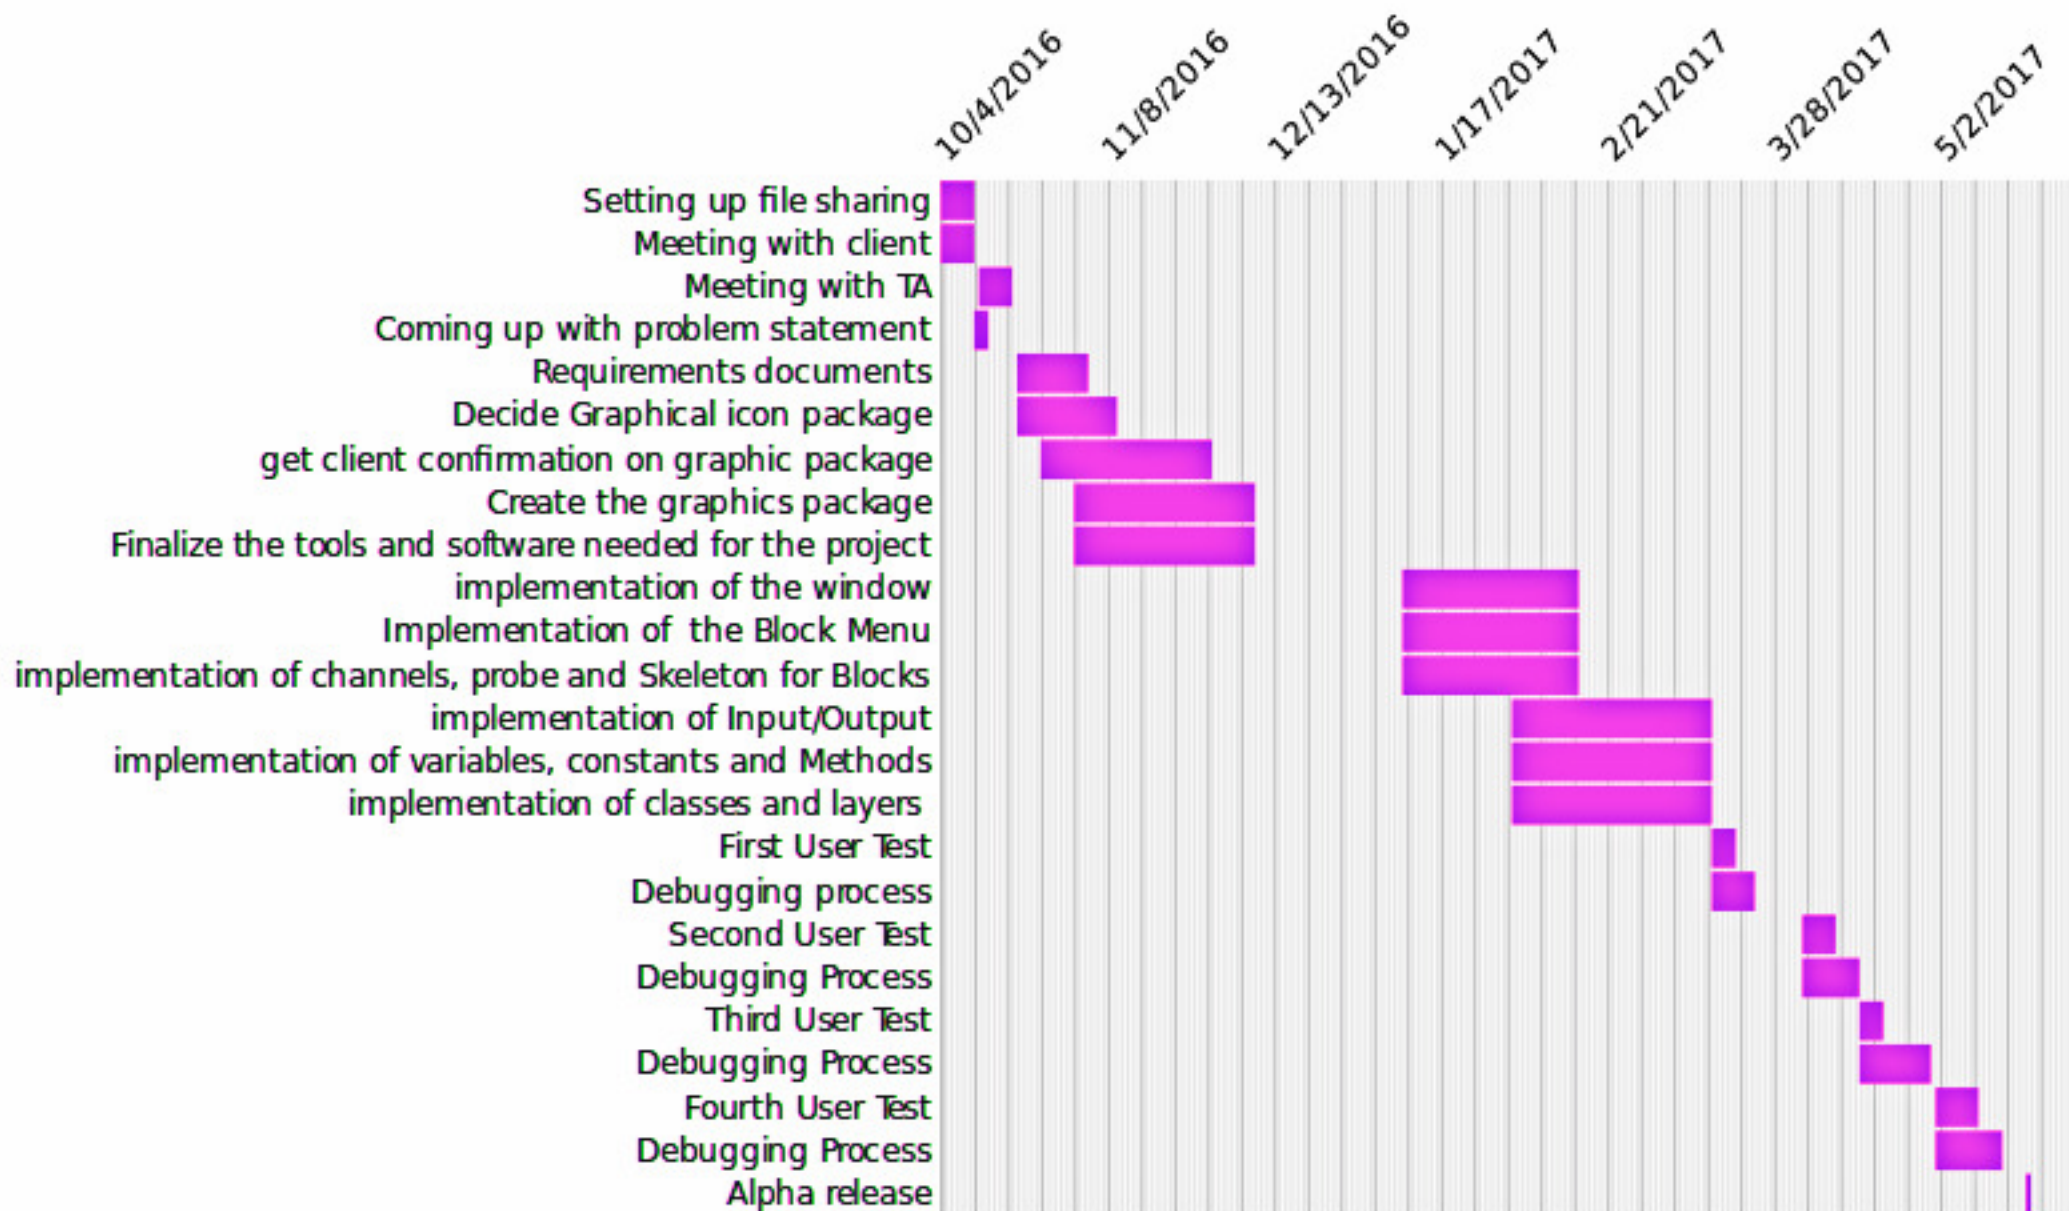 10/4/2016
11/8/2016
12/13/2016
1/17/2017
2/21/2017
3/28/2017
5/2/2017
Setting up file sharing
Meeting with client
Meeting with TA
Coming up with problem statement
Requirements documents
Decide Graphical icon package
get client confirmation on graphic package
Create the graphics package
Finalize the tools and software needed for the project
implementation of the window
Implementation of the Block Menu
implementation of channels, probe and Skeleton for Blocks
implementation of Input/Output
implementation of variables, constants and Methods
implementation of classes and layers
First User Test
Debugging process
Second User Test
Debugging Process
Third User Test
Debugging Process
Fourth User Test
Debugging Process
Alpha release